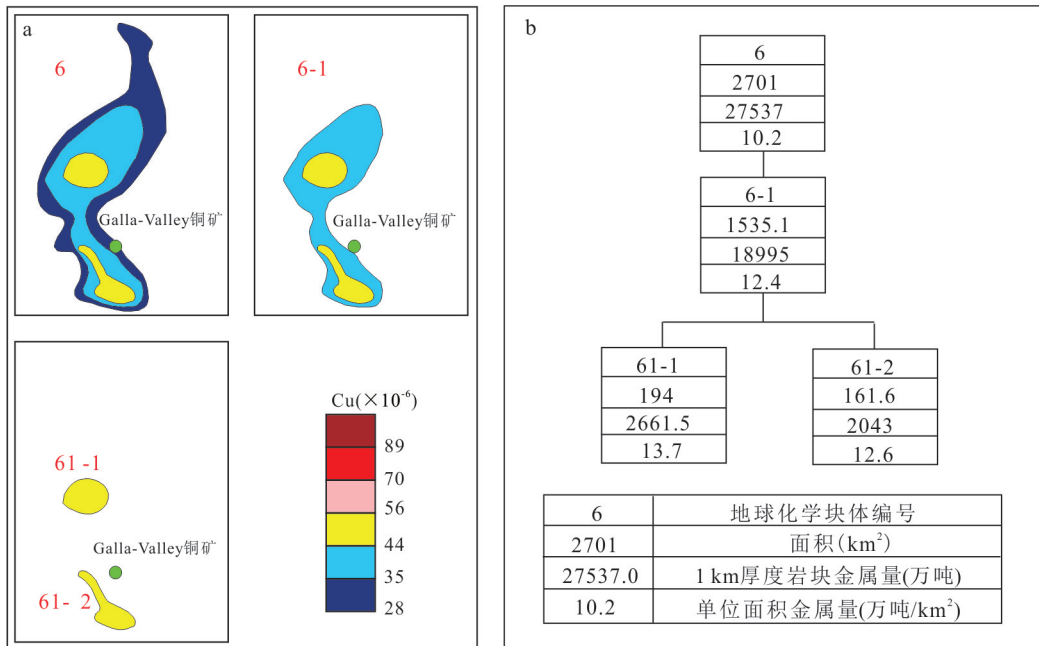 a
6
Galla-Valley铜矿
6-1
Galla-Valley铜矿
61-1
Galla-Valley铜矿
61- 2
Cu(×10⁻⁶)
89
70
56
44
35
28
b
6
2701
27537
10.2
6-1
1535.1
18995
12.4
61-1
194
2661.5
13.7
61-2
161.6
2043
12.6
6 地球化学块体编号
2701 面积(km²)
27537.0 1 km厚度岩块金属量(万吨)
10.2 单位面积金属量(万吨/km²)